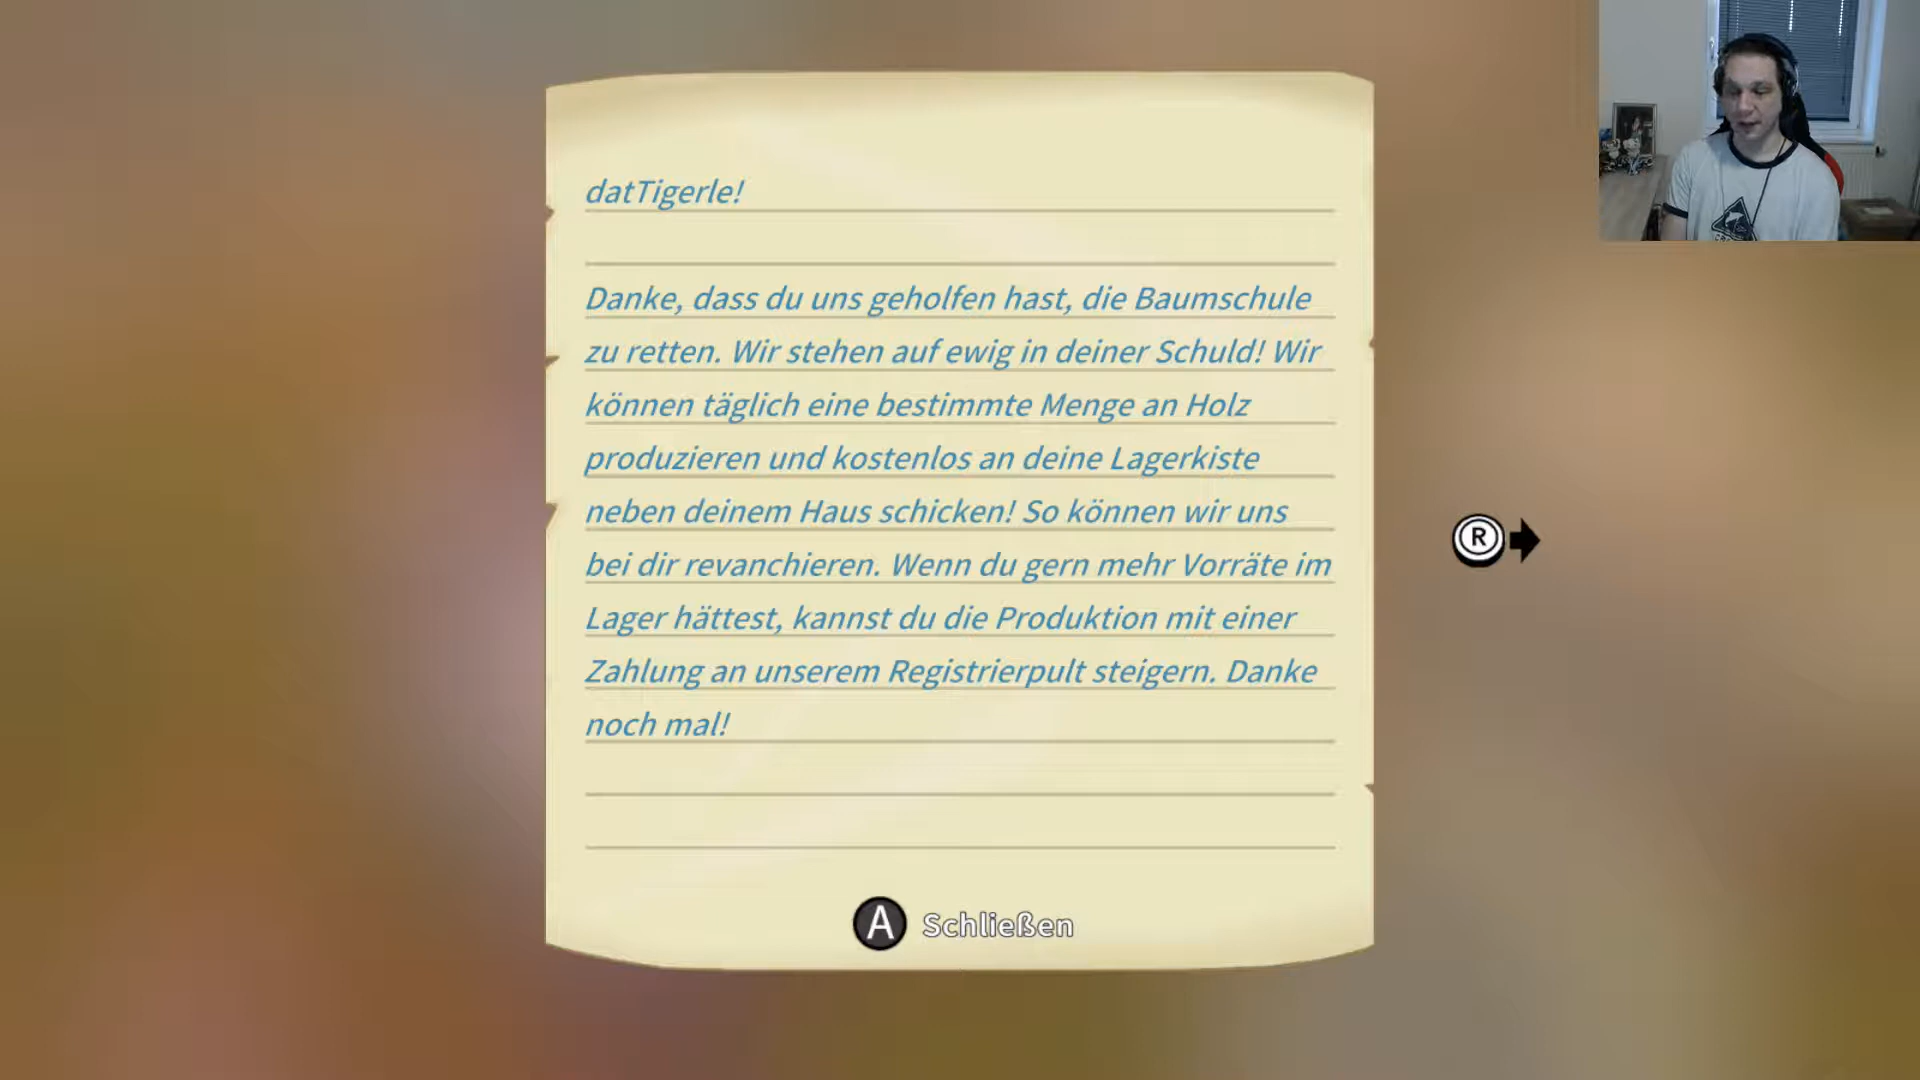 datTigerle!
Danke, dass du uns geholfen hast, die Baumschule
zu retten. Wir stehen auf ewig in deiner Schuld! Wir
können täglich eine bestimmte Menge an Holz
produzieren und kostenlos an deine Lagerkiste
neben deinem Haus schicken! So können wir uns
bei dir revanchieren. Wenn du gern mehr Vorräte im
Lager hättest, kannst du die Produktion mit einer
Zahlung an unserem Registrierpult steigern. Danke
noch mal!
R
A Schließen